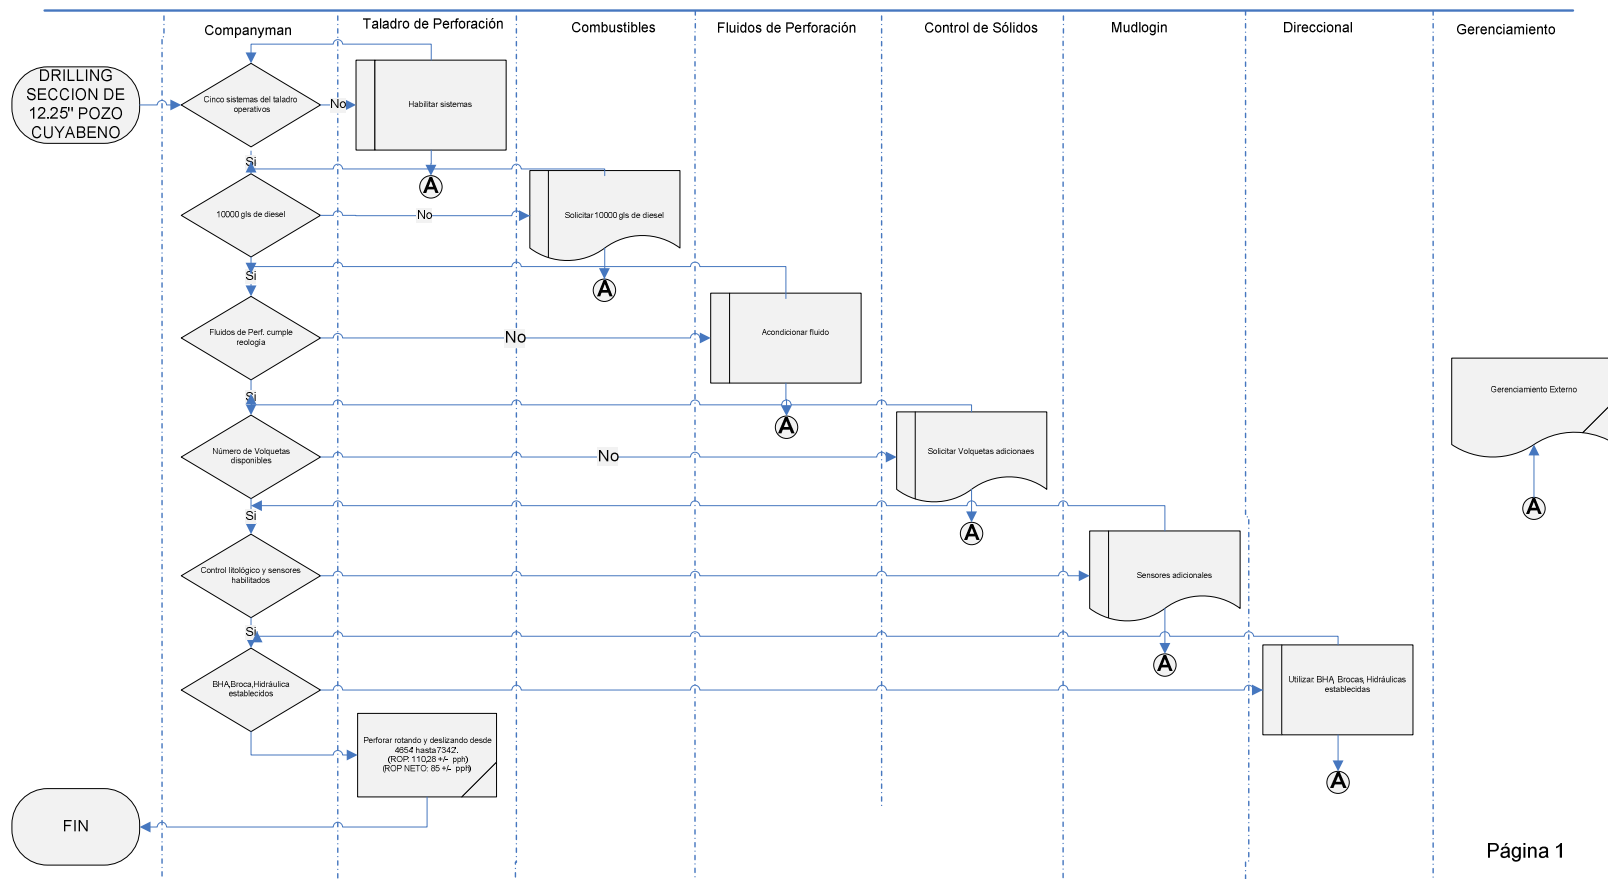 Companyman
Taladro de Perforación
Combustibles
Fluidos de Perforación
Control de Sólidos
Mudlogin
Direccional
Gerenciamiento
DRILLING
SECCION DE
12.25" POZO
CUYABENO
Cinco sistemas del taladro
operativos
No
Habilitar sistemas
Si
A
10000 gls de diesel
No
Solicitar 10000 gls de diesel
Si
A
Fluidos de Perf. cumple
reología
No
Acondicionar fluido
Si
A
Gerenciamiento Externo
A
Número de Volquetas
disponibles
No
Solicitar Volquetas adicionaes
Si
A
Control litológico y sensores
habilitados
Sensores adicionales
Si
A
BHA,Broca,Hidráulica
establecidos
Utilizar: BHA, Brocas, Hidráulicas
establecidas
A
Perforar rotando y deslizando desde
4654' hasta 7342'.
(ROP: 110,28 +/- pph)
(ROP NETO: 85 +/- pph)
FIN
Página 1